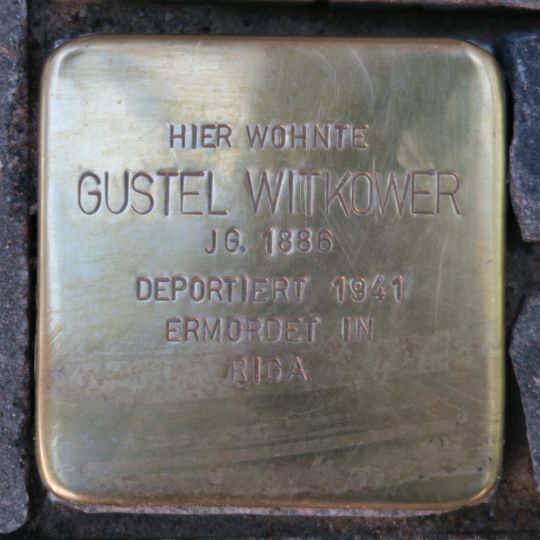 HIER WOHNTE
GUSTEL WITKOWER
JG. 1886
DEPORTIERT 1941
ERMORDET IN
RIGA